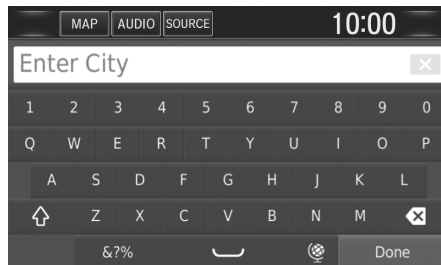 MAP AUDIO SOURCE 10:00
Enter City
1 2 3 4 5 6 7 8 9 0
Q W E R T Y U I O P
A S D F G H J K L
Z X C V B N M
&?% Done